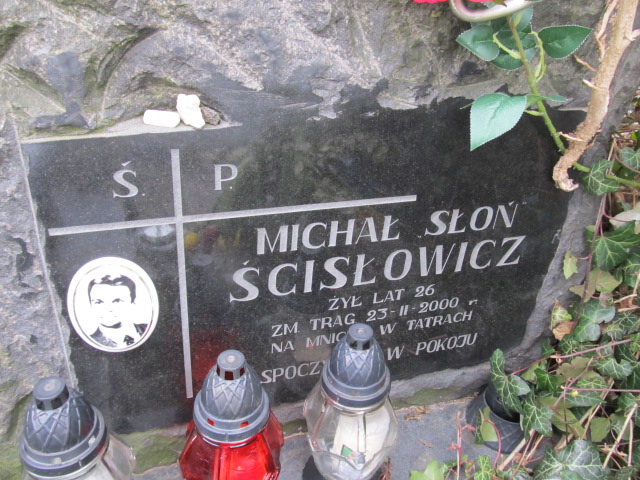 Ś. P.
MICHAŁ „SŁOŃ”
ŚCISŁOWICZ
ŻYŁ LAT 26
ZM TRAG 23-II-2000 r
NA W TATRACH
W POKOJU